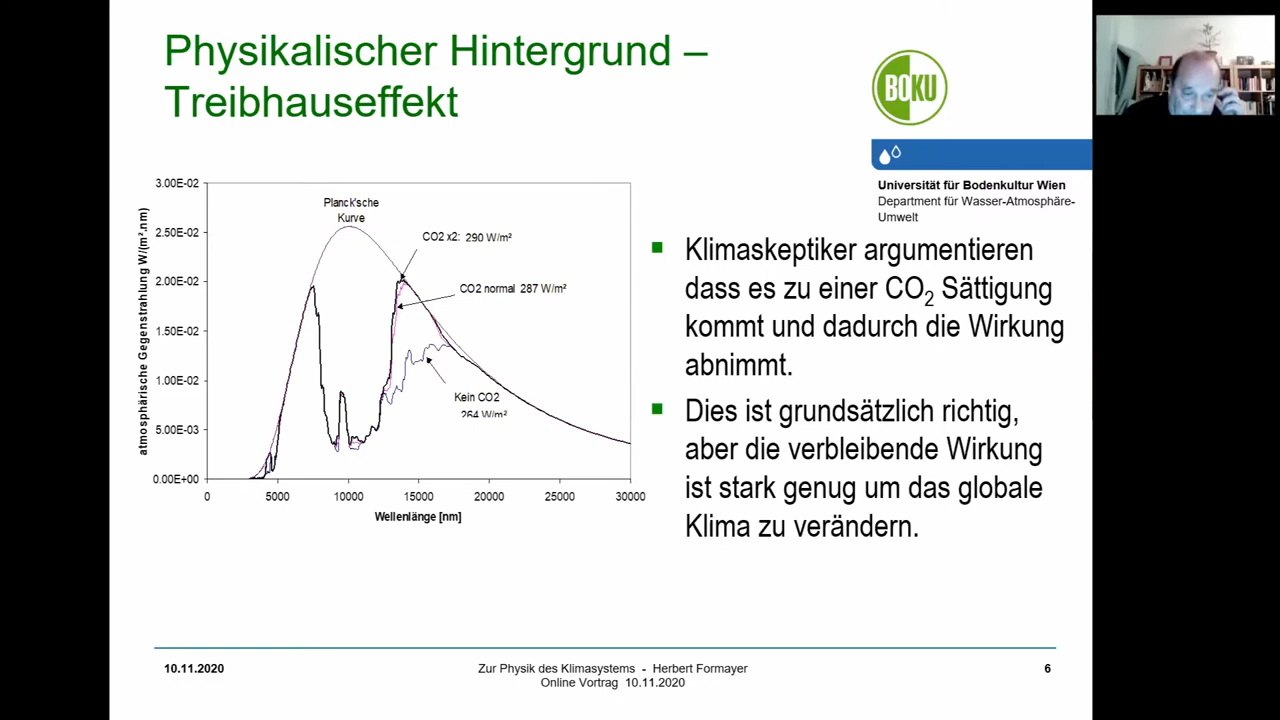 Physikalischer Hintergrund –
Treibhauseffekt
BOKU
Universität für Bodenkultur Wien
Department für Wasser-Atmosphäre-
Umwelt
atmosphärische Gegenstrahlung W/(m².nm)
3.00E-02
2.50E-02
2.00E-02
1.50E-02
1.00E-02
5.00E-03
0.00E+00
Planck'sche
Kurve
CO2 x2: 290 W/m²
CO2 normal 287 W/m²
Kein CO2
264 W/m²
0 5000 10000 15000 20000 25000 30000
Wellenlänge [nm]
Klimaskeptiker argumentieren
dass es zu einer CO₂ Sättigung
kommt und dadurch die Wirkung
abnimmt.
Dies ist grundsätzlich richtig,
aber die verbleibende Wirkung
ist stark genug um das globale
Klima zu verändern.
10.11.2020
Zur Physik des Klimasystems - Herbert Formayer
Online Vortrag 10.11.2020
6